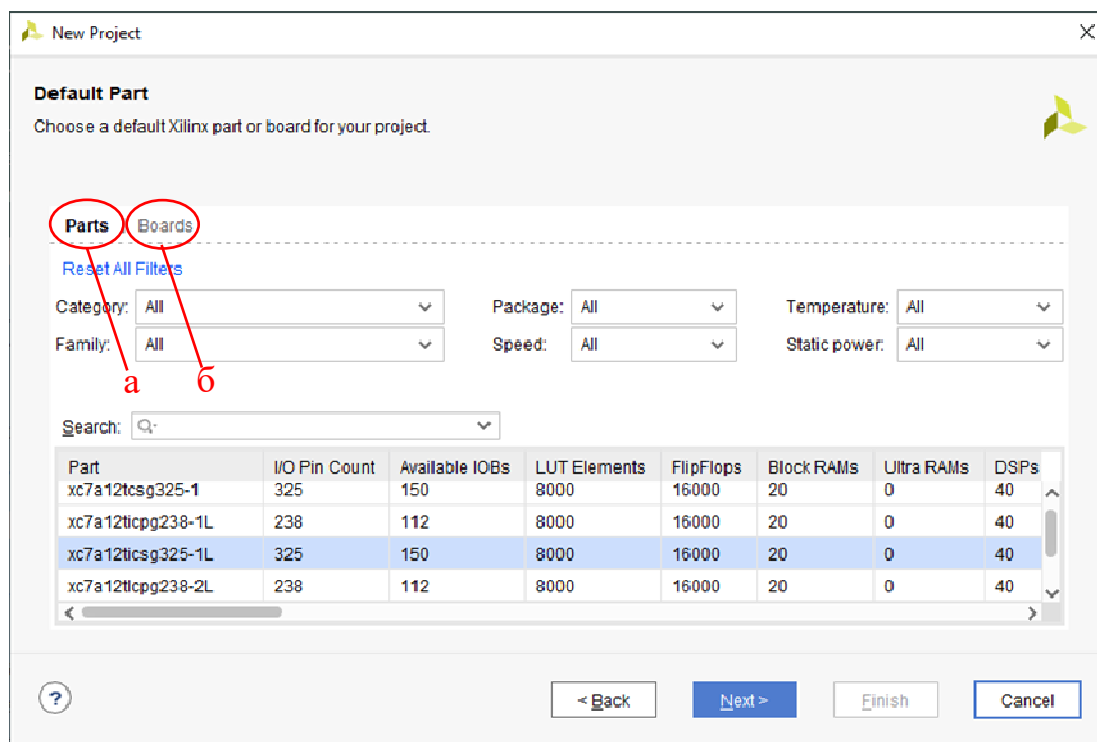 New Project
Default Part
Choose a default Xilinx part or board for your project.
Parts Boards
Reset All Filters
Category: All Package: All Temperature: All
Family: All Speed: All Static power: All
а б
Search:
Part I/O Pin Count Available IOBs LUT Elements FlipFlops Block RAMs Ultra RAMs DSPs
xc7a12tcsg325-1 325 150 8000 16000 20 0 40
xc7a12ticpg238-1L 238 112 8000 16000 20 0 40
xc7a12ticsg325-1L 325 150 8000 16000 20 0 40
xc7a12tlcpg238-2L 238 112 8000 16000 20 0 40
? < Back Next > Finish Cancel